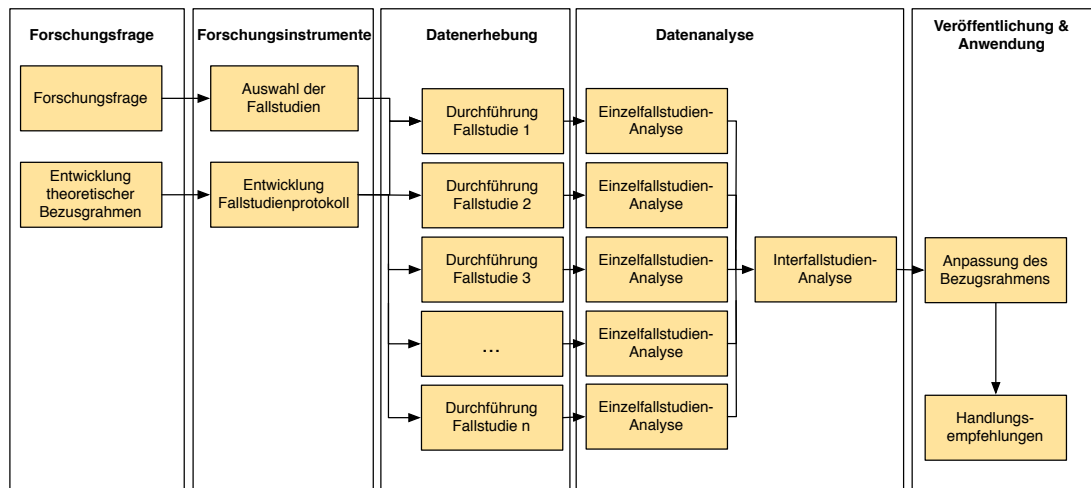 Forschungsfrage
Forschungsfrage
Entwicklung
theoretischer
Bezusgrahmen
Forschungsinstrumente
Auswahl der
Fallstudien
Entwicklung
Fallstudienprotokoll
Datenerhebung
Durchführung
Fallstudie 1
Durchführung
Fallstudie 2
Durchführung
Fallstudie 3
...
Durchführung
Fallstudie n
Datenanalyse
Einzelfallstudien-
Analyse
Einzelfallstudien-
Analyse
Einzelfallstudien-
Analyse
Einzelfallstudien-
Analyse
Einzelfallstudien-
Analyse
Interfallstudien-
Analyse
Veröffentlichung &
Anwendung
Anpassung des
Bezugsrahmens
Handlungs-
empfehlungen